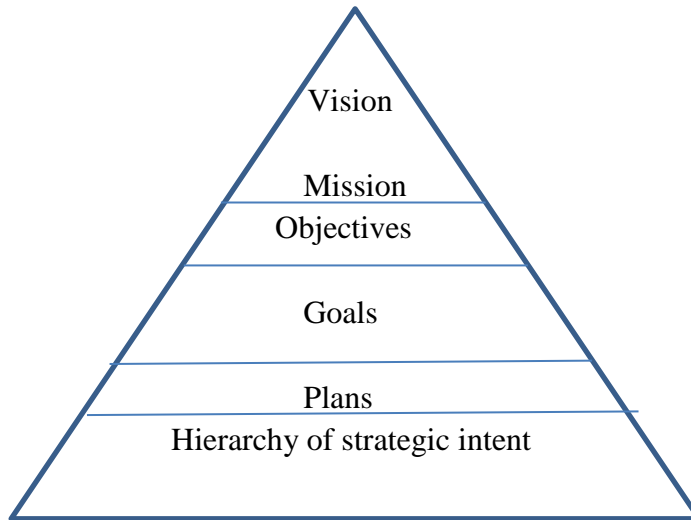 Vision
Mission
Objectives
Goals
Plans
Hierarchy of strategic intent